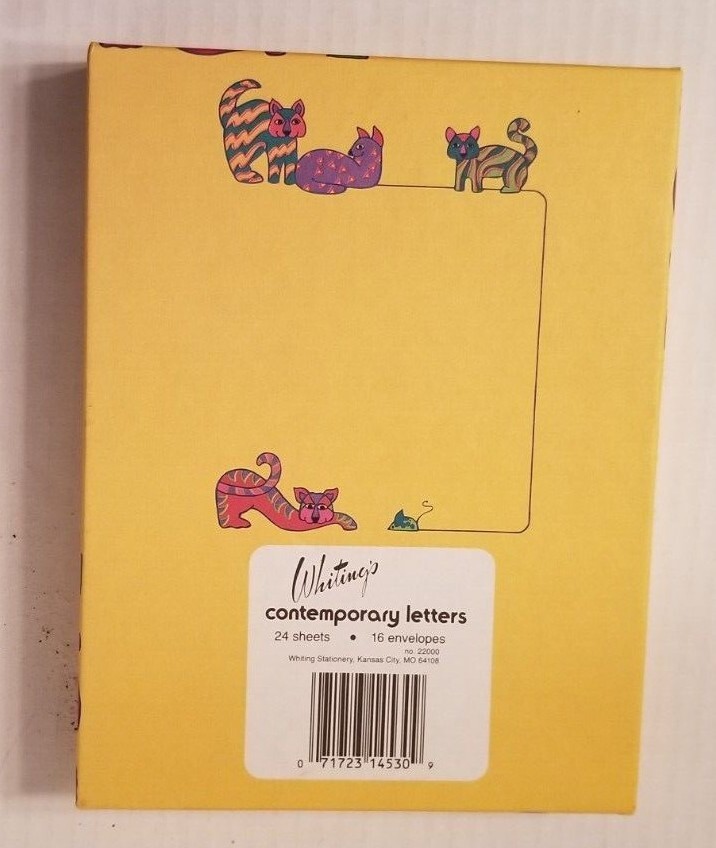 Whiting's
contemporary letters
24 sheets • 16 envelopes
no. 22000
Whiting Stationery, Kansas City, MO 64108
0 71723 14530 9